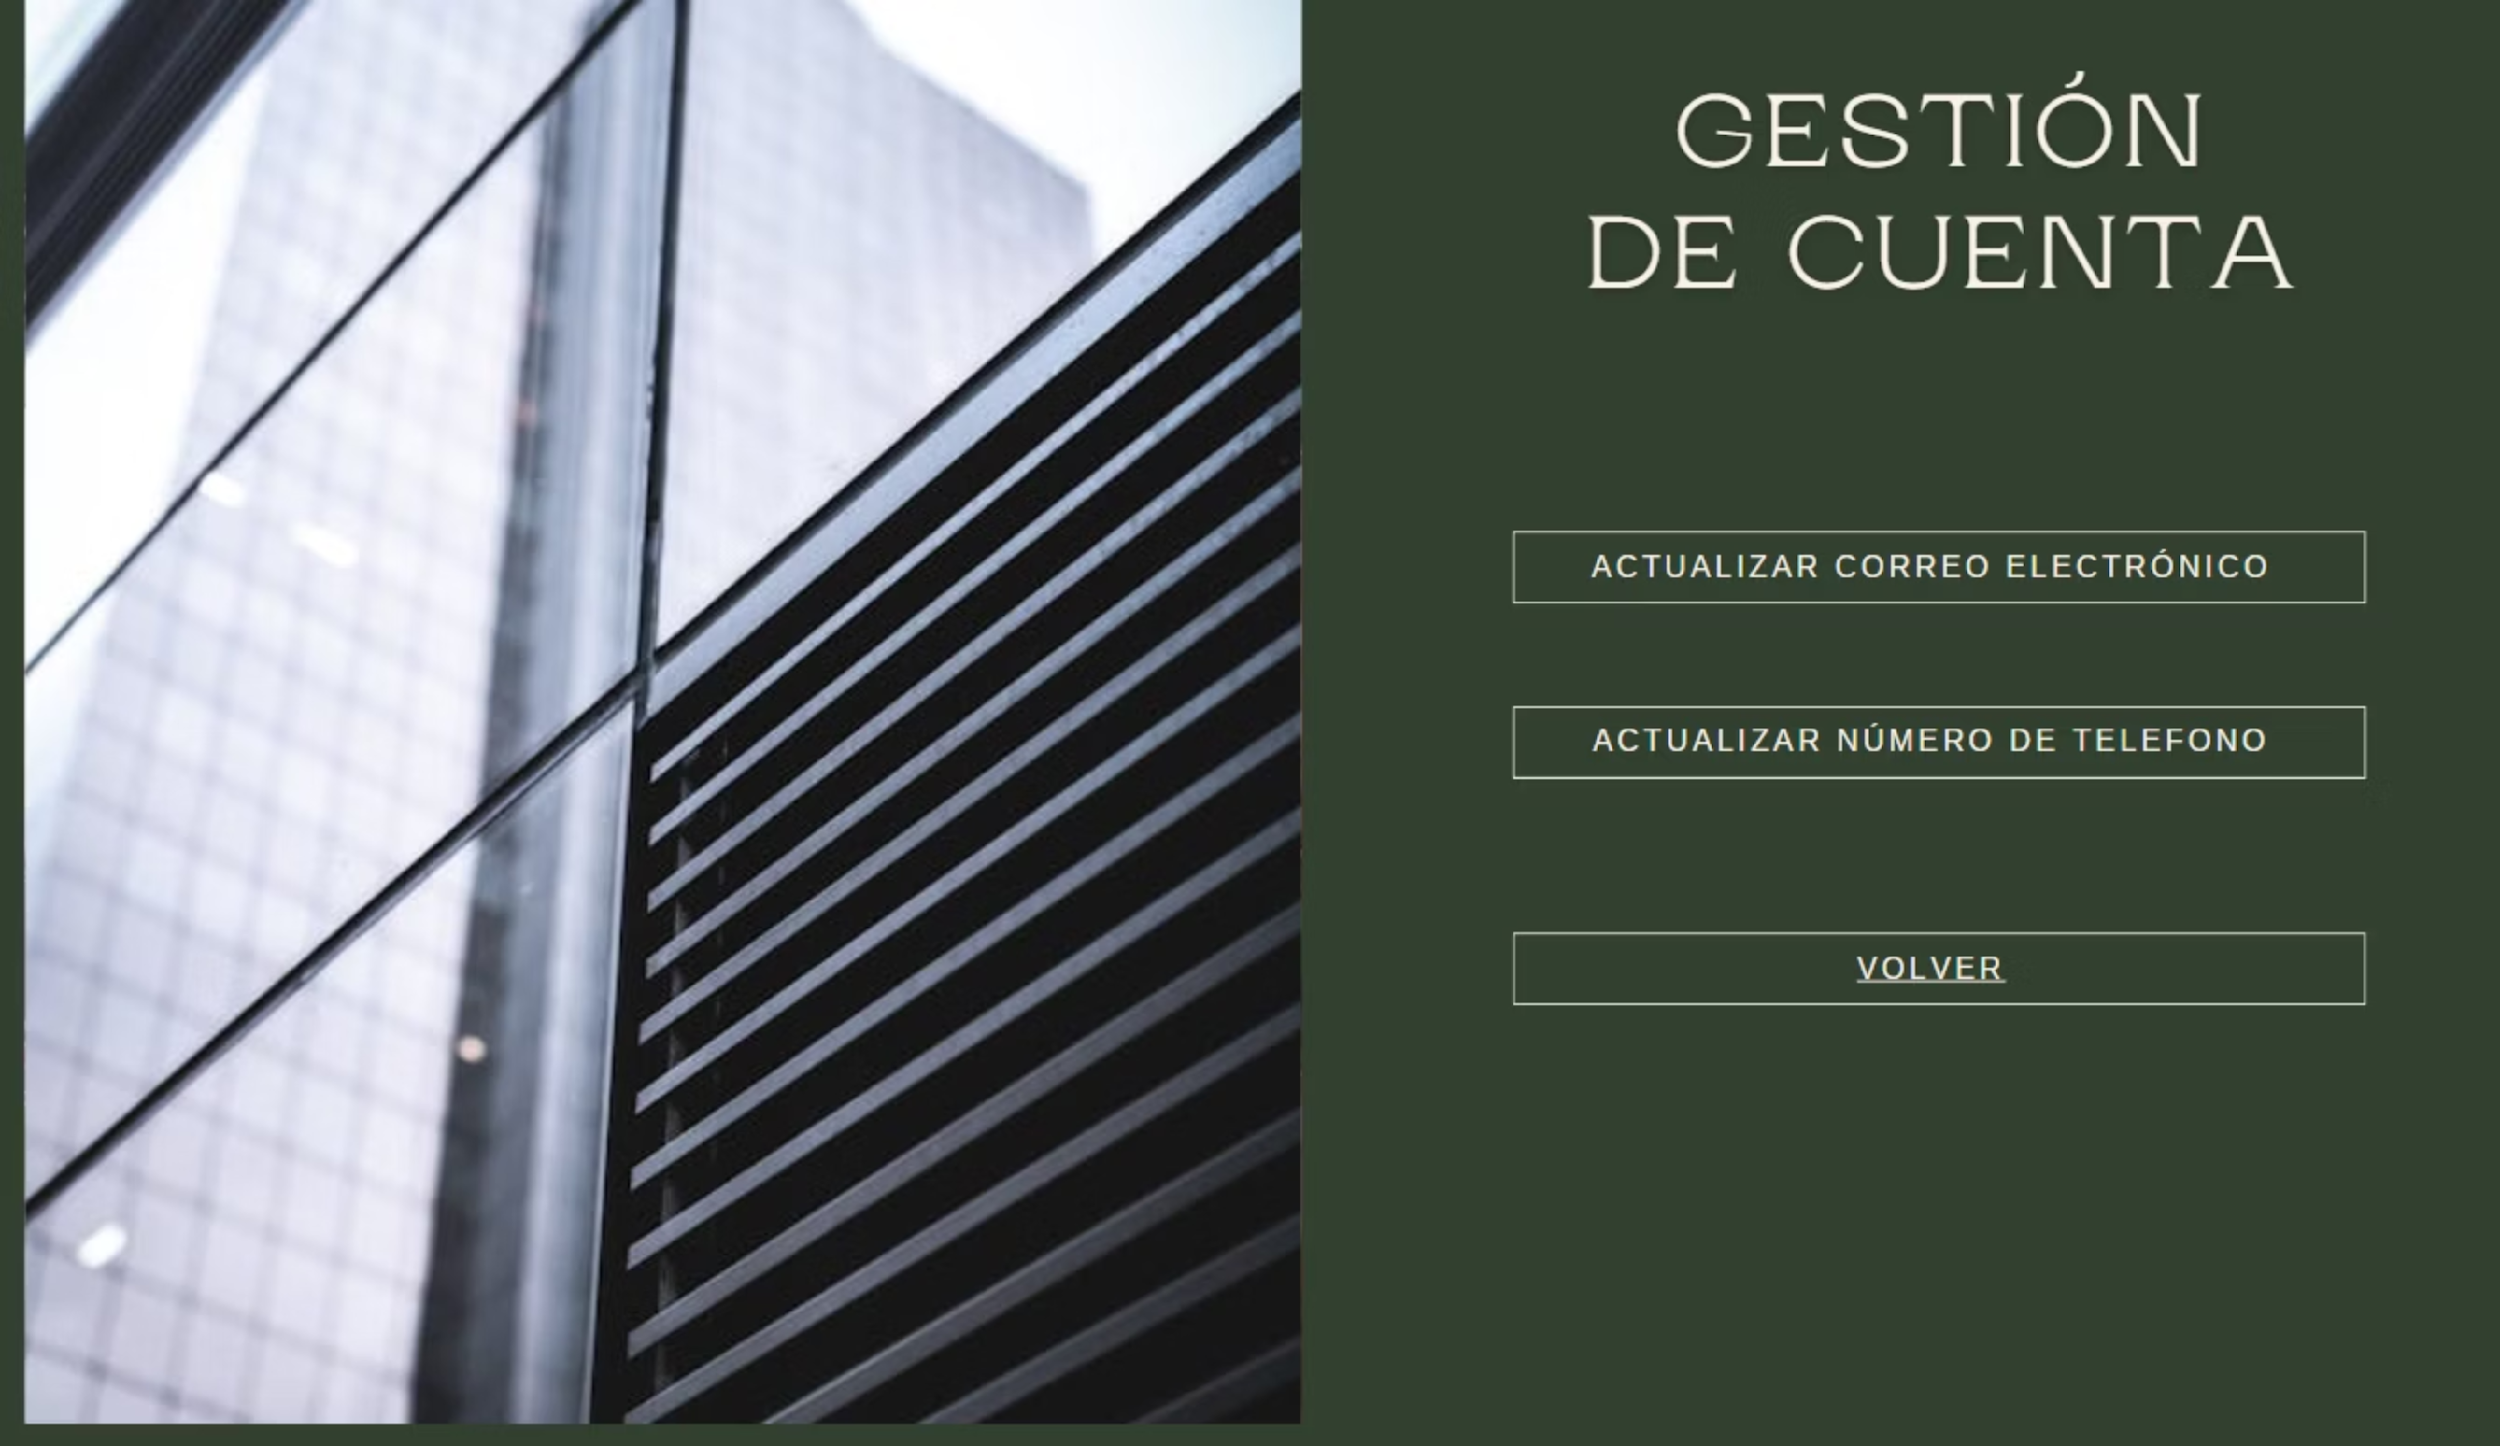 GESTIÓN
DE CUENTA
ACTUALIZAR CORREO ELECTRÓNICO
ACTUALIZAR NÚMERO DE TELEFONO
VOLVER